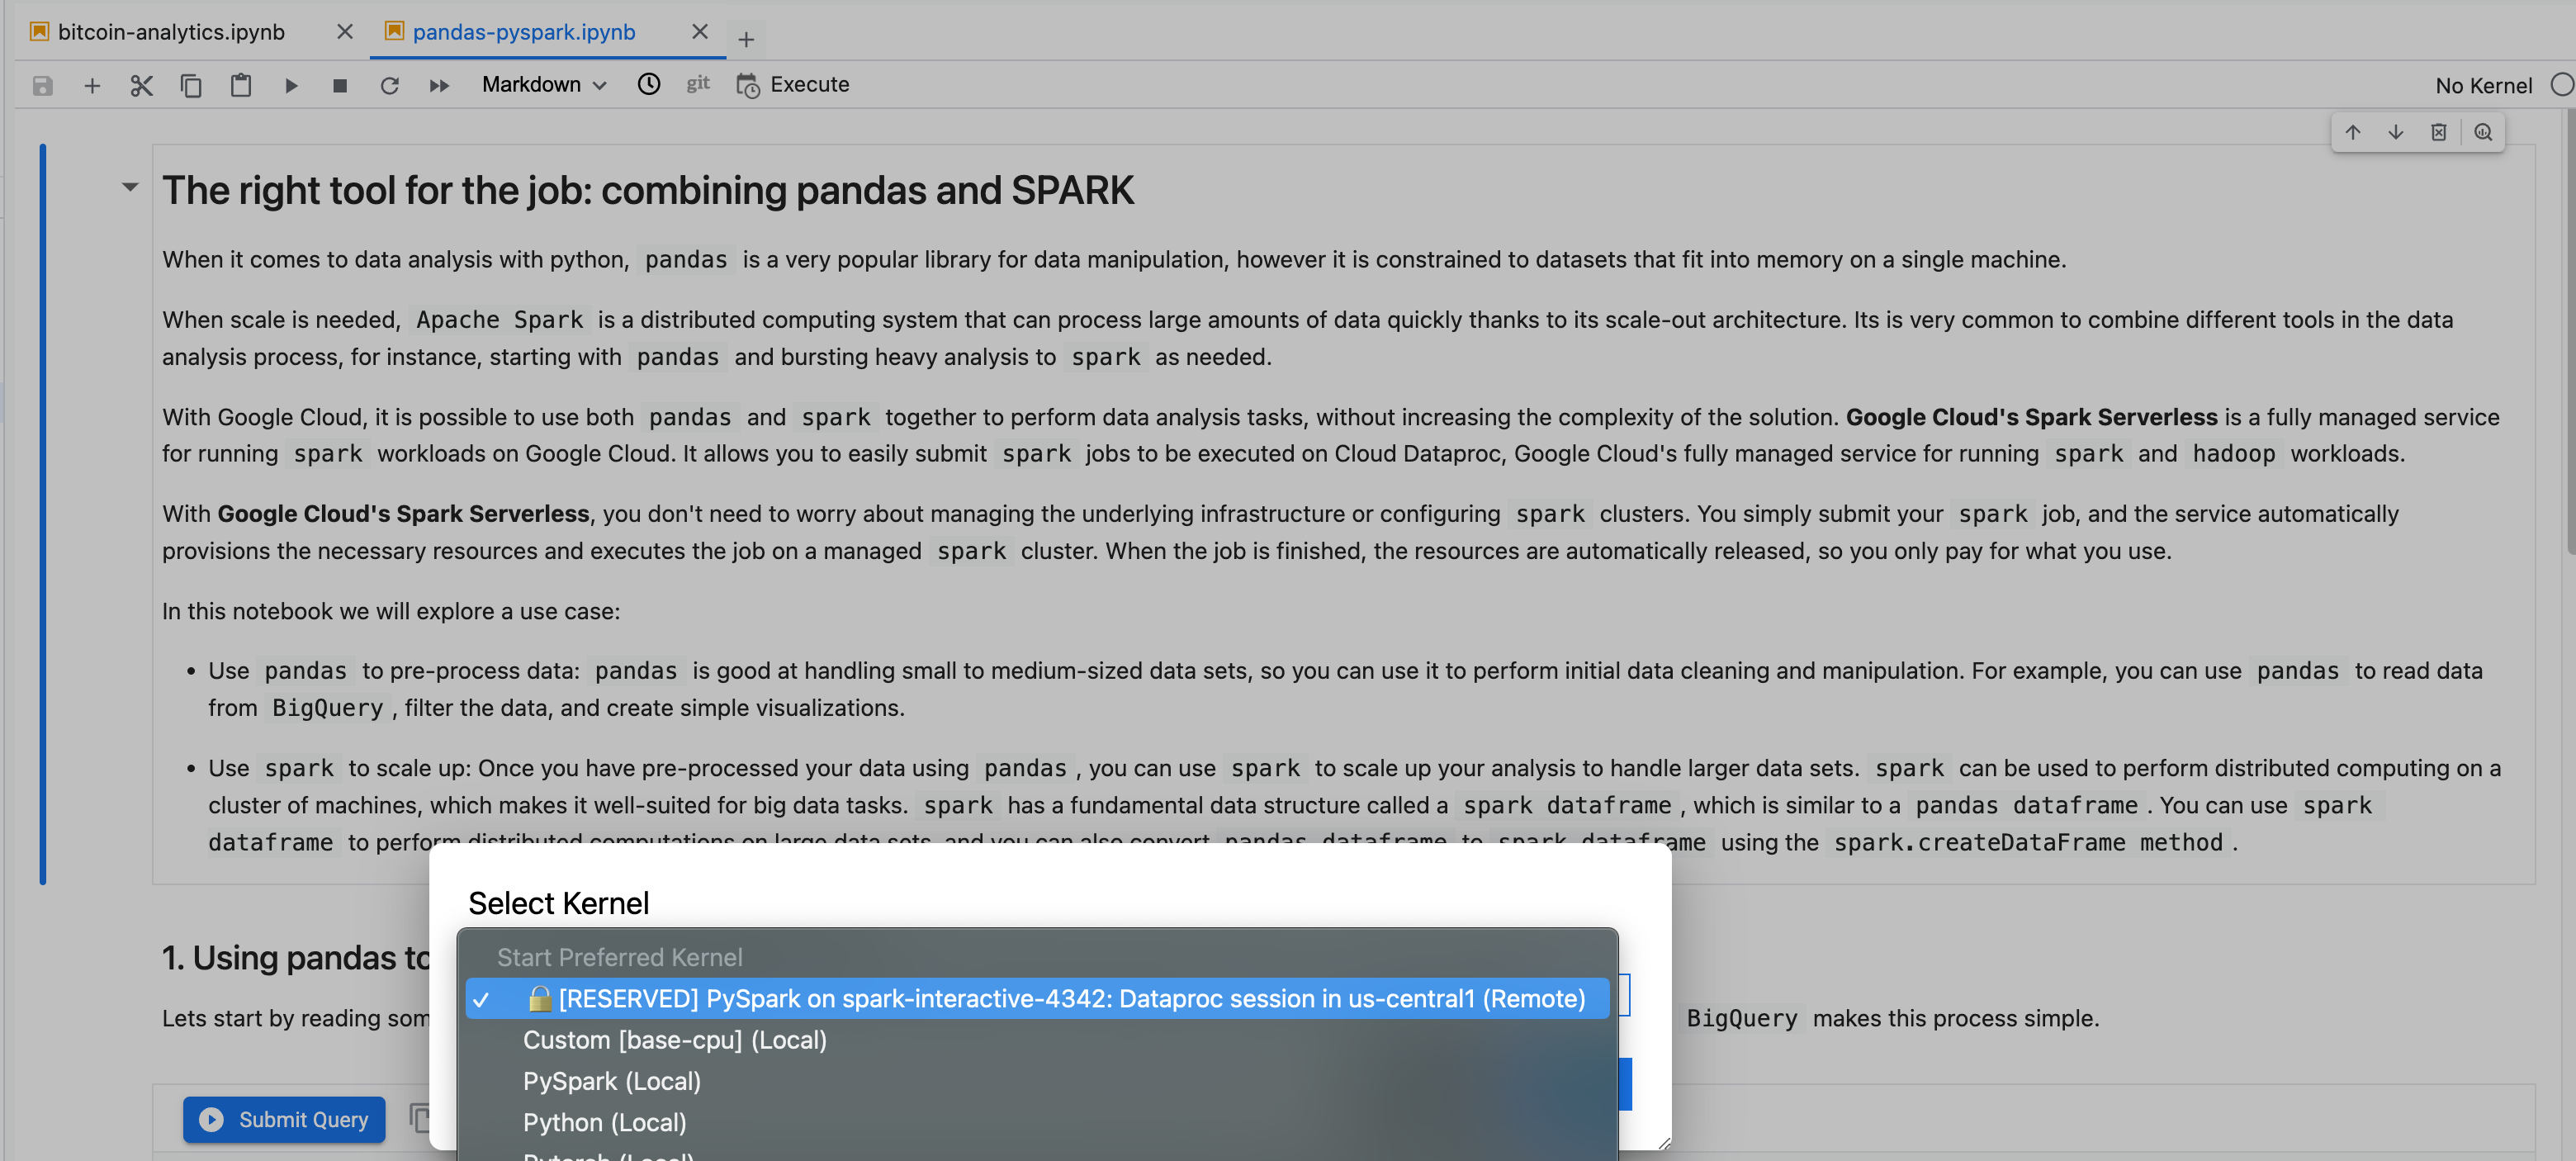 bitcoin-analytics.ipynb
pandas-pyspark.ipynb
Markdown
git
Execute
No Kernel
The right tool for the job: combining pandas and SPARK
When it comes to data analysis with python, pandas is a very popular library for data manipulation, however it is constrained to datasets that fit into memory on a single machine.
When scale is needed, Apache Spark is a distributed computing system that can process large amounts of data quickly thanks to its scale-out architecture. Its is very common to combine different tools in the data
analysis process, for instance, starting with pandas and bursting heavy analysis to spark as needed.
With Google Cloud, it is possible to use both pandas and spark together to perform data analysis tasks, without increasing the complexity of the solution. Google Cloud's Spark Serverless is a fully managed service
for running spark workloads on Google Cloud. It allows you to easily submit spark jobs to be executed on Cloud Dataproc, Google Cloud's fully managed service for running spark and hadoop workloads.
With Google Cloud's Spark Serverless, you don't need to worry about managing the underlying infrastructure or configuring spark clusters. You simply submit your spark job, and the service automatically
provisions the necessary resources and executes the job on a managed spark cluster. When the job is finished, the resources are automatically released, so you only pay for what you use.
In this notebook we will explore a use case:
• Use pandas to pre-process data: pandas is good at handling small to medium-sized data sets, so you can use it to perform initial data cleaning and manipulation. For example, you can use pandas to read data
from BigQuery , filter the data, and create simple visualizations.
• Use spark to scale up: Once you have pre-processed your data using pandas , you can use spark to scale up your analysis to handle larger data sets. spark can be used to perform distributed computing on a
cluster of machines, which makes it well-suited for big data tasks. spark has a fundamental data structure called a spark dataframe , which is similar to a pandas dataframe . You can use spark
dataframe to perform distributed computations on large data sets, and you can also convert pandas dataframe to spark dataframe using the spark.createDataFrame method .
Select Kernel
Start Preferred Kernel
✓ 🔒[RESERVED] PySpark on spark-interactive-4342: Dataproc session in us-central1 (Remote)
Custom [base-cpu] (Local)
PySpark (Local)
Python (Local)
Pytorch (Local)
1. Using pandas to
Lets start by reading som
BigQuery makes this process simple.
Submit Query